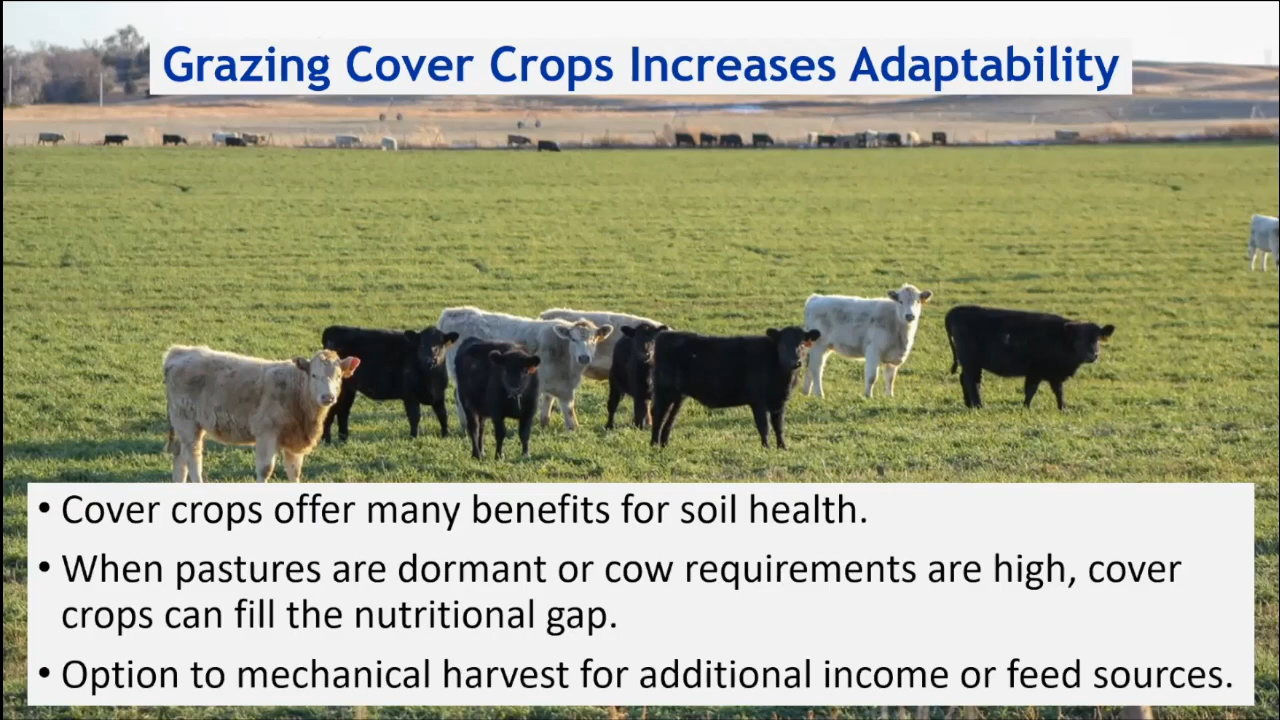 Grazing Cover Crops Increases Adaptability
• Cover crops offer many benefits for soil health.
• When pastures are dormant or cow requirements are high, cover
crops can fill the nutritional gap.
• Option to mechanical harvest for additional income or feed sources.